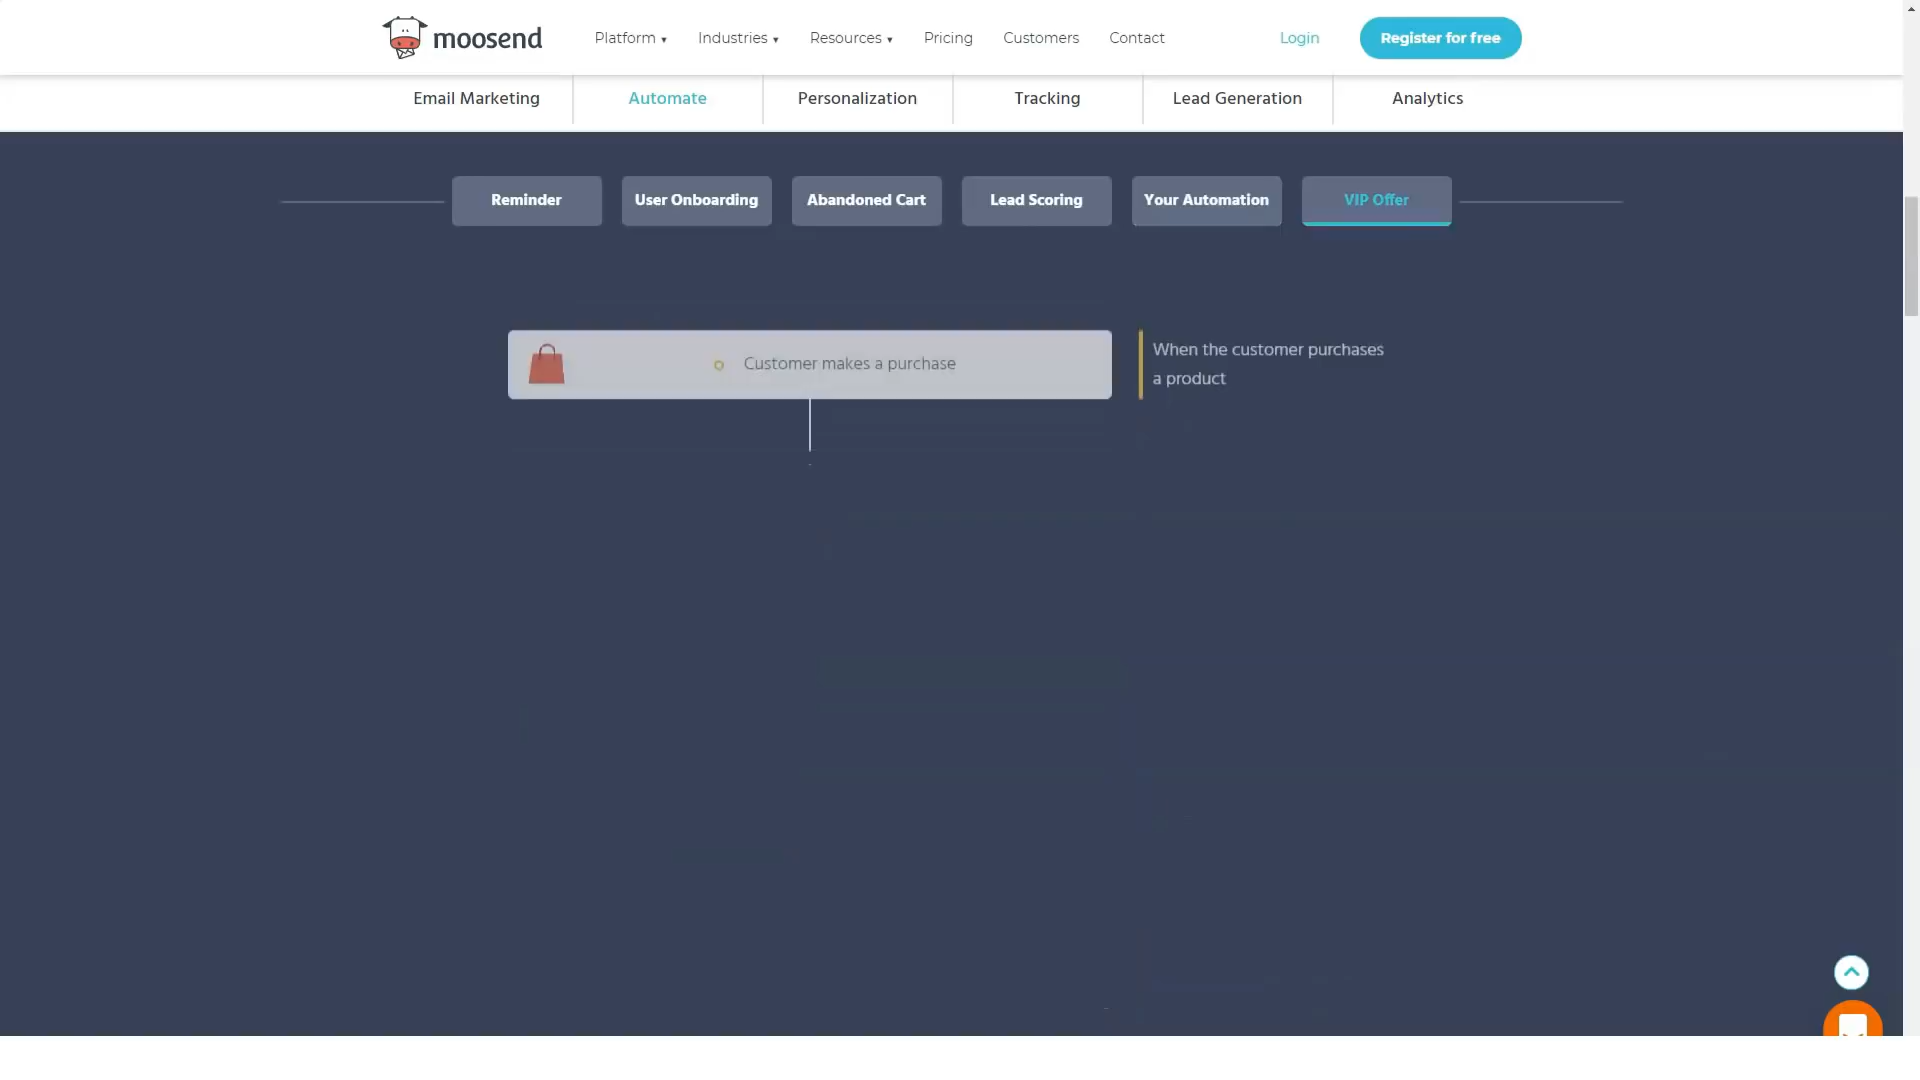 moosend
Platform ▾ Industries ▾ Resources ▾ Pricing Customers Contact Login Register for free
Email Marketing Automate Personalization Tracking Lead Generation Analytics
Reminder User Onboarding Abandoned Cart Lead Scoring Your Automation VIP Offer
Customer makes a purchase
When the customer purchases
a product